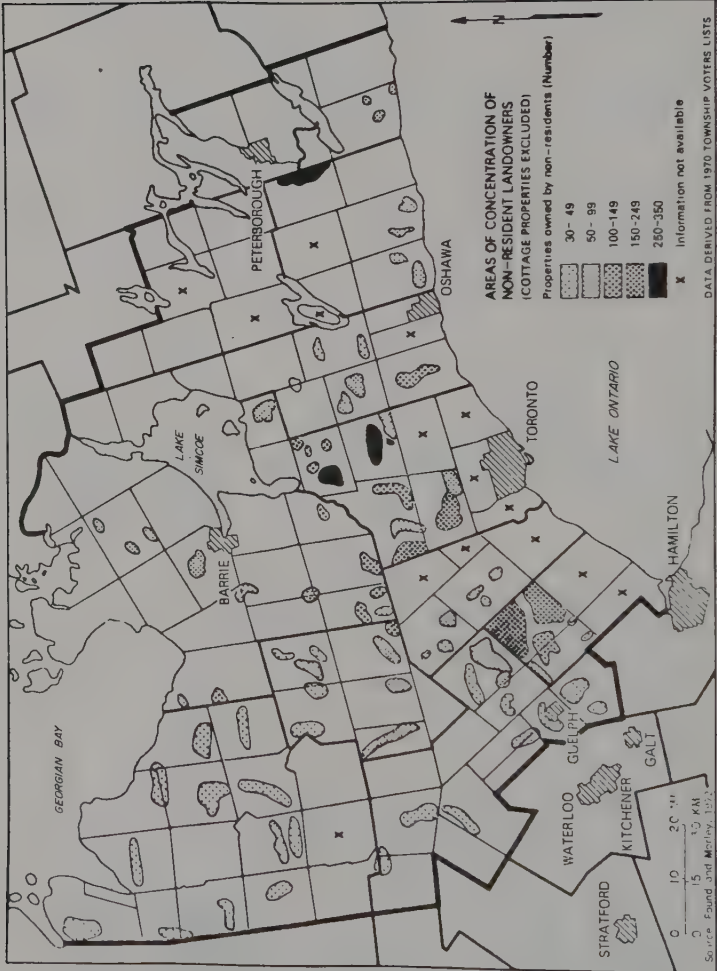 GEORGIAN BAY
LAKE
SIMCOE
BARRIE
PETERBOROUGH
OSHAWA
TORONTO
LAKE ONTARIO
HAMILTON
GUELPH
GALT
WATERLOO
KITCHENER
STRATFORD
N
AREAS OF CONCENTRATION OF
NON-RESIDENT LANDOWNERS
(COTTAGE PROPERTIES EXCLUDED)
Properties owned by non-residents (Number)
30-49
50-99
100-149
150-249
250-350
x Information not available
DATA DERIVED FROM 1970 TOWNSHIP VOTERS LISTS
0 10 20
0 15 KM
Source Found and Morley,